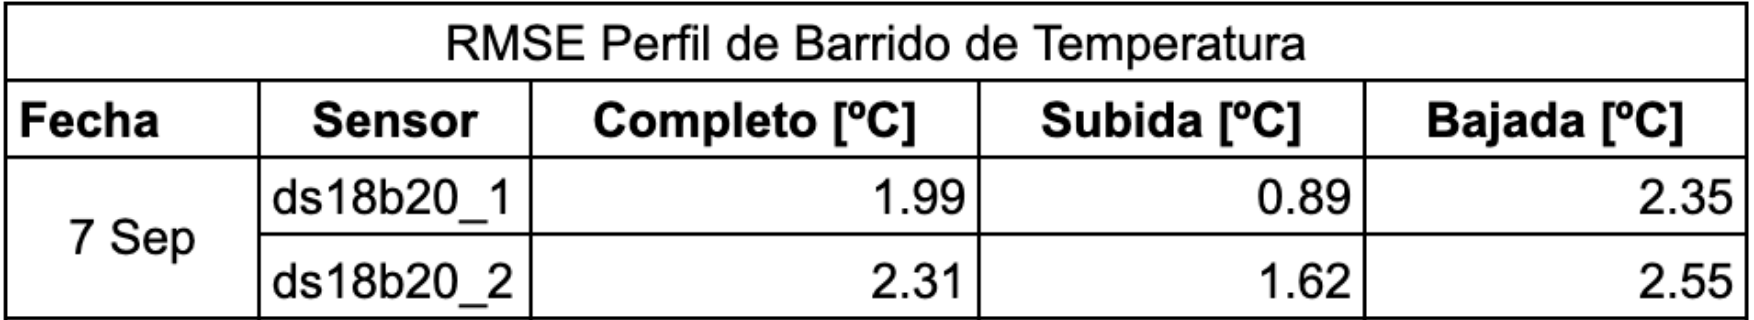 RMSE Perfil de Barrido de Temperatura
Fecha Sensor Completo [ºC] Subida [ºC] Bajada [ºC]
7 Sep ds18b20_1 1.99 0.89 2.35
ds18b20_2 2.31 1.62 2.55